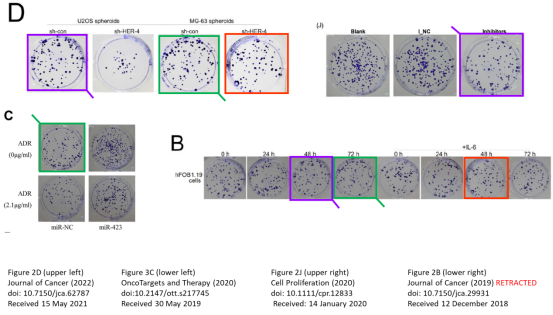 D
U2OS spheroids
MG-63 spheroids
sh-con
sh-HER-4
sh-con
sh-HER-4
(J)
Blank
I_NC
Inhibitors
C
ADR
(0μg/ml)
ADR
(2.1μg/ml)
miR-NC
miR-423
B
+IL-6
0 h
24 h
48 h
72 h
0 h
24 h
48 h
72 h
hFOB1.19
cells
Figure 2D (upper left)
Journal of Cancer (2022)
doi: 10.7150/jca.62787
Received 15 May 2021
Figure 3C (lower left)
OncoTargets and Therapy (2020)
doi:10.2147/ott.s217745
Received 30 May 2019
Figure 2J (upper right)
Cell Proliferation (2020)
doi: 10.1111/cpr.12833
Received: 14 January 2020
Figure 2B (lower right)
Journal of Cancer (2019) RETRACTED
doi: 10.7150/jca.29931
Received 12 December 2018